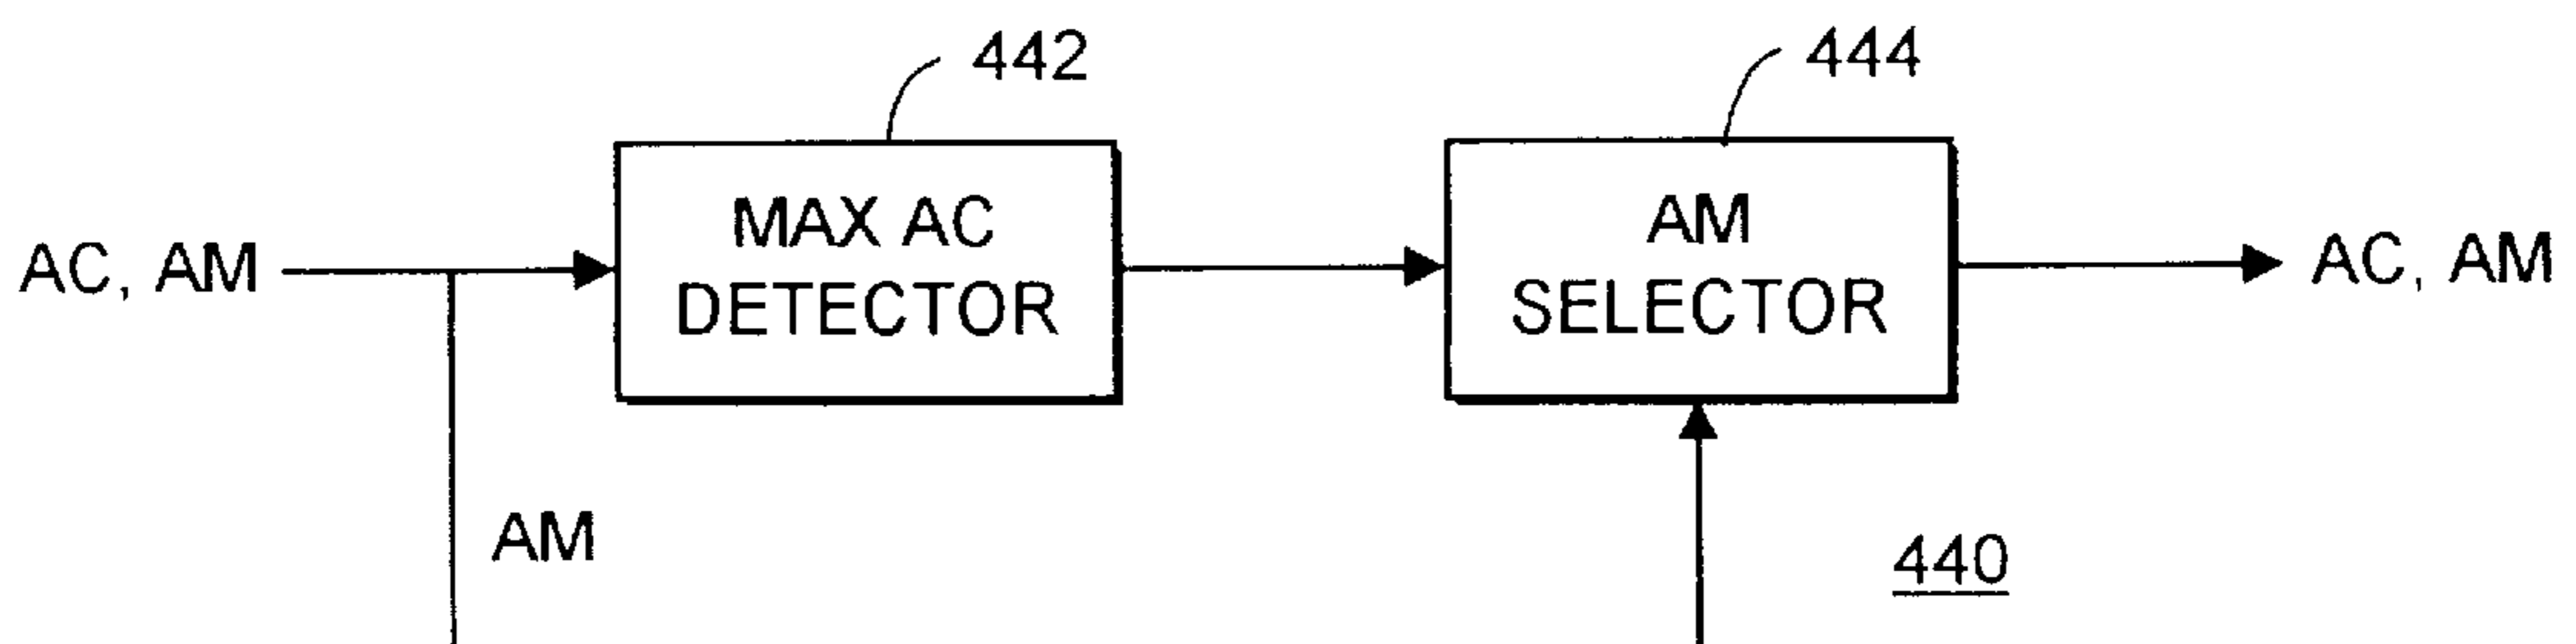 442
444
MAX AC
DETECTOR
AM
SELECTOR
AC, AM
AC, AM
AM
440